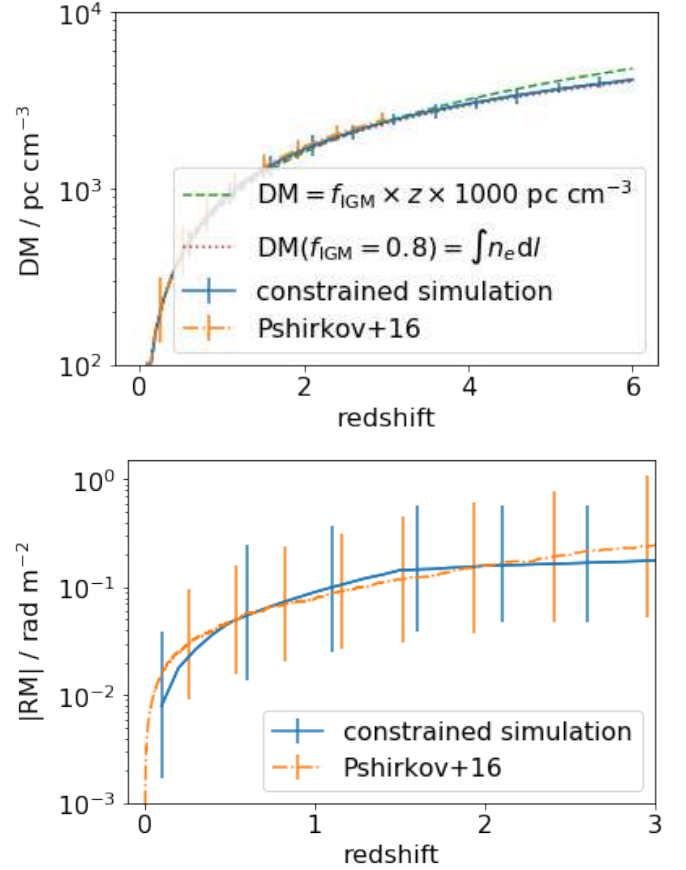 10^4
10^3
10^2
DM / pc cm^−3
DM = f_IGM × z × 1000 pc cm^−3
DM(f_IGM = 0.8) = ∫ n_e dl
constrained simulation
Pshirkov+16
0 2 4 6
redshift
10^0
10^−1
10^−2
10^−3
|RM| / rad m^−2
constrained simulation
Pshirkov+16
0 1 2 3
redshift